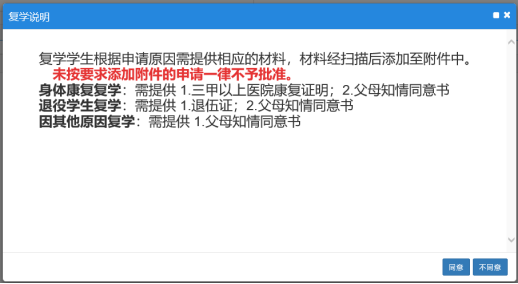 复学说明
复学学生根据申请原因需提供相应的材料，材料经扫描后添加至附件中。
未按要求添加附件的申请一律不予批准。
身体康复复学：需提供 1.三甲以上医院康复证明；2.父母知情同意书
退役学生复学：需提供 1.退伍证；2.父母知情同意书
因其他原因复学：需提供 1.父母知情同意书
同意 不同意